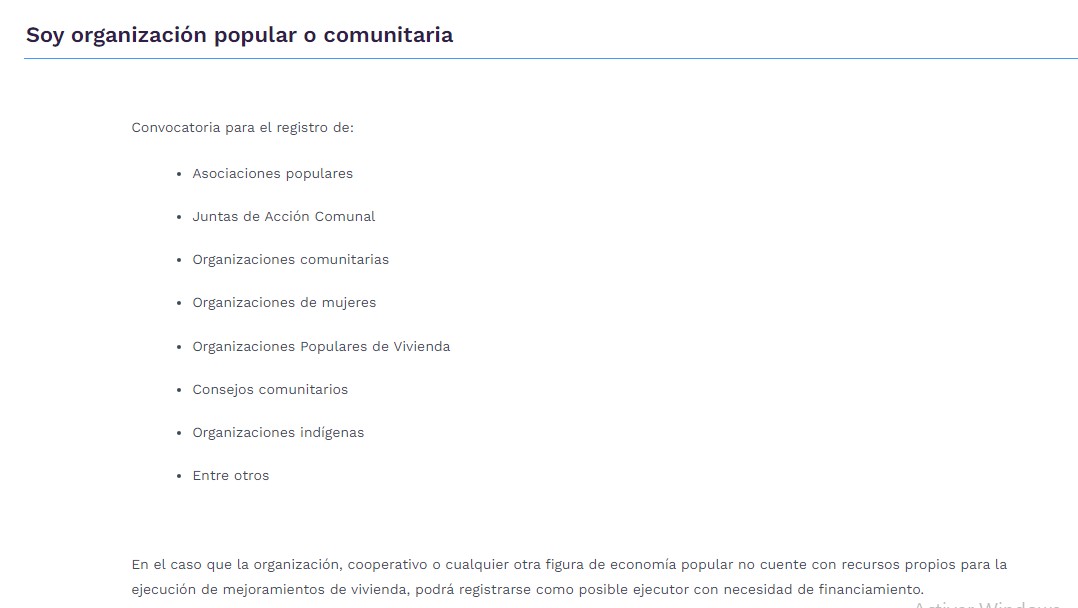 Soy organización popular o comunitaria
Convocatoria para el registro de:
• Asociaciones populares
• Juntas de Acción Comunal
• Organizaciones comunitarias
• Organizaciones de mujeres
• Organizaciones Populares de Vivienda
• Consejos comunitarios
• Organizaciones indígenas
• Entre otros
En el caso que la organización, cooperativo o cualquier otra figura de economía popular no cuente con recursos propios para la
ejecución de mejoramientos de vivienda, podrá registrarse como posible ejecutor con necesidad de financiamiento.
Activar Windows